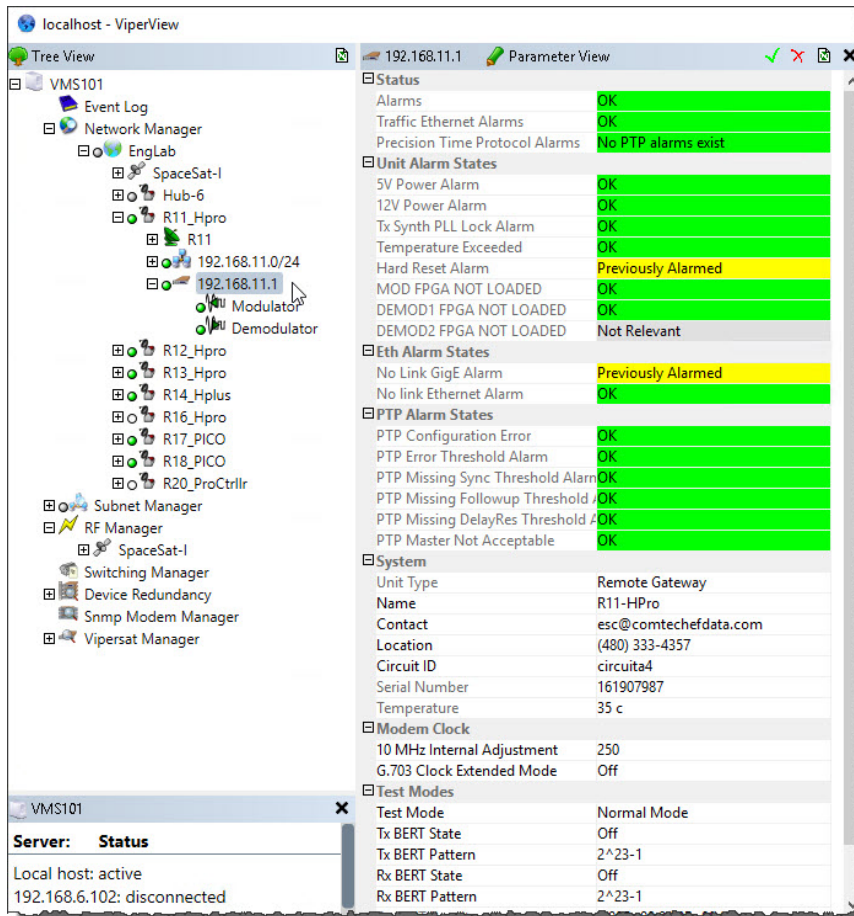 localhost - ViperView
Tree View
VMS101
Event Log
Network Manager
EngLab
SpaceSat-I
Hub-6
R11_Hpro
R11
192.168.11.0/24
192.168.11.1
Modulator
Demodulator
R12_Hpro
R13_Hpro
R14_Hplus
R16_Hpro
R17_PICO
R18_PICO
R20_ProCtrllr
Subnet Manager
RF Manager
SpaceSat-I
Switching Manager
Device Redundancy
Snmp Modem Manager
Vipersat Manager
VMS101
Server: Status
Local host: active
192.168.6.102: disconnected
192.168.11.1 Parameter View
Status
Alarms OK
Traffic Ethernet Alarms OK
Precision Time Protocol Alarms No PTP alarms exist
Unit Alarm States
5V Power Alarm OK
12V Power Alarm OK
Tx Synth PLL Lock Alarm OK
Temperature Exceeded OK
Hard Reset Alarm Previously Alarmed
MOD FPGA NOT LOADED OK
DEMOD1 FPGA NOT LOADED OK
DEMOD2 FPGA NOT LOADED Not Relevant
Eth Alarm States
No Link GigE Alarm Previously Alarmed
No link Ethernet Alarm OK
PTP Alarm States
PTP Configuration Error OK
PTP Error Threshold Alarm OK
PTP Missing Sync Threshold Alarm OK
PTP Missing Followup Threshold A OK
PTP Missing DelayRes Threshold A OK
PTP Master Not Acceptable OK
System
Unit Type Remote Gateway
Name R11-HPro
Contact esc@comtechefdata.com
Location (480) 333-4357
Circuit ID circuita4
Serial Number 161907987
Temperature 35 c
Modem Clock
10 MHz Internal Adjustment 250
G.703 Clock Extended Mode Off
Test Modes
Test Mode Normal Mode
Tx BERT State Off
Tx BERT Pattern 2^23-1
Rx BERT State Off
Rx BERT Pattern 2^23-1